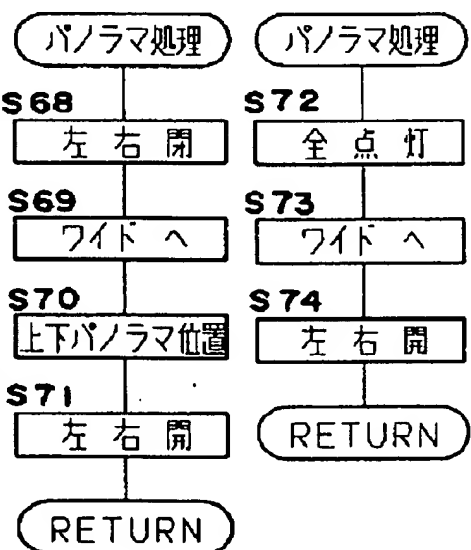 パノラマ処理
S68
左右閉
S69
ワイドへ
S70
上下パノラマ位置
S71
左右開
RETURN
パノラマ処理
S72
全点灯
S73
ワイドへ
S74
左右開
RETURN